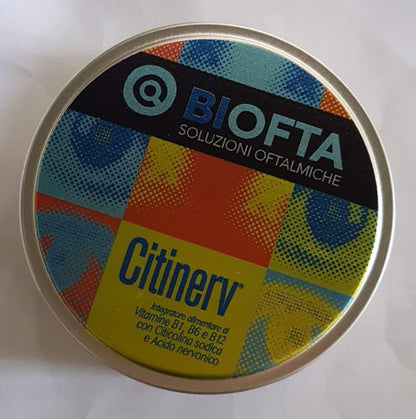 BIOFTA
SOLUZIONI OFTALMICHE
Citinerv®
Integratore alimentare di
Vitamine B1, B6 e B12
con Citicolina sodica
e Acido nervonico